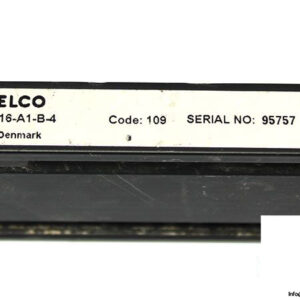 ELCO
16-A1-B-4 Code: 109 SERIAL NO: 95757
Denmark